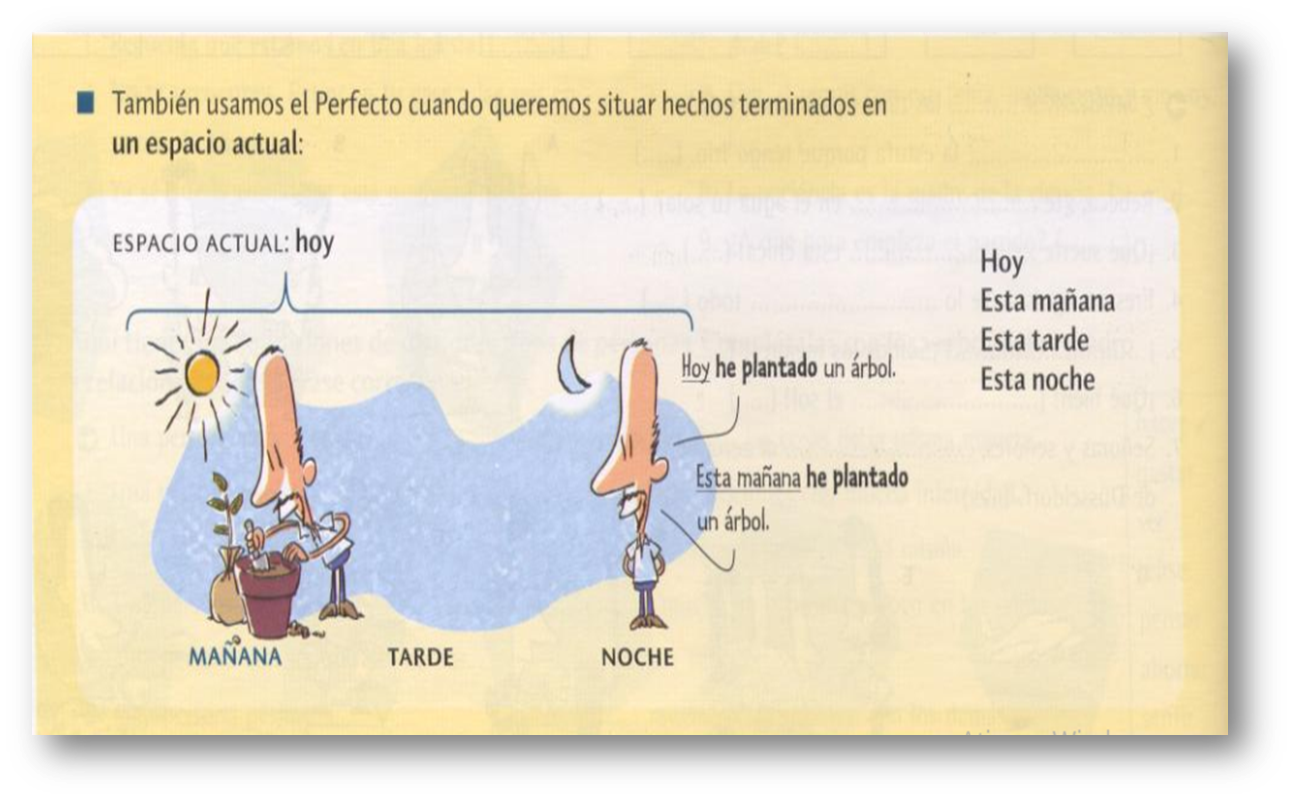 También usamos el Perfecto cuando queremos situar hechos terminados en
un espacio actual:
ESPACIO ACTUAL: hoy
Hoy
Esta mañana
Esta tarde
Esta noche
Hoy he plantado un árbol.
Esta mañana he plantado
un árbol.
MAÑANA
TARDE
NOCHE